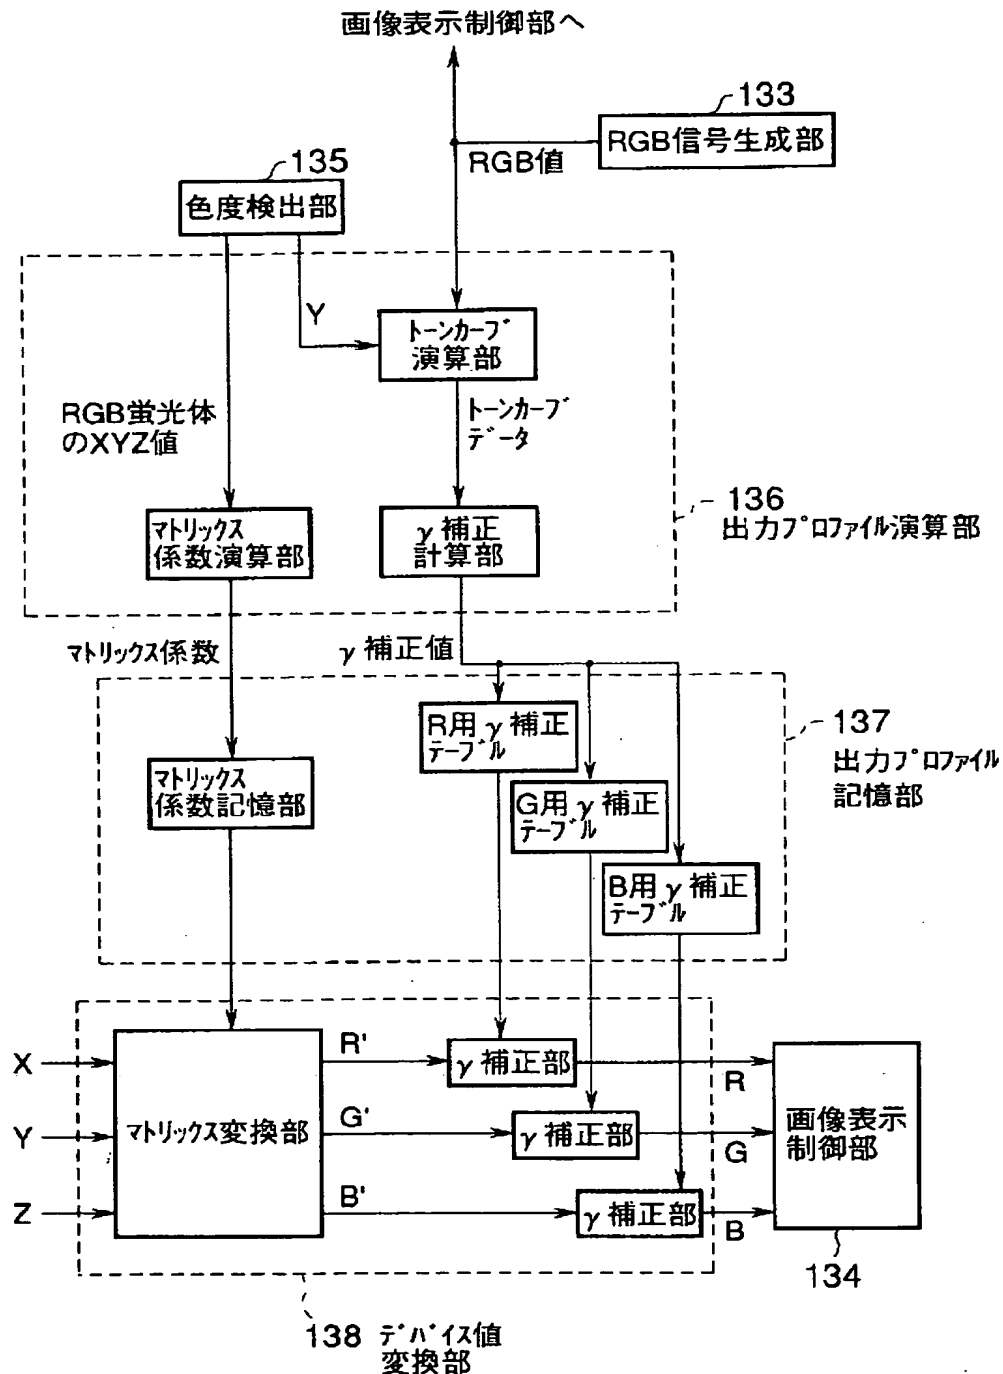 画像表示制御部へ
133
RGB信号生成部
RGB値
135
色度検出部
Y
トーンカーブ
演算部
RGB蛍光体
のXYZ値
トーンカーブ
データ
マトリックス
係数演算部
γ補正
計算部
136
出力プロファイル演算部
マトリックス係数
γ補正値
R用γ補正
テーブル
137
出力プロファイル
記憶部
マトリックス
係数記憶部
G用γ補正
テーブル
B用γ補正
テーブル
X
Y
Z
マトリックス変換部
R'
G'
B'
γ補正部
γ補正部
γ補正部
R
G
B
画像表示
制御部
134
138 デバイス値
変換部